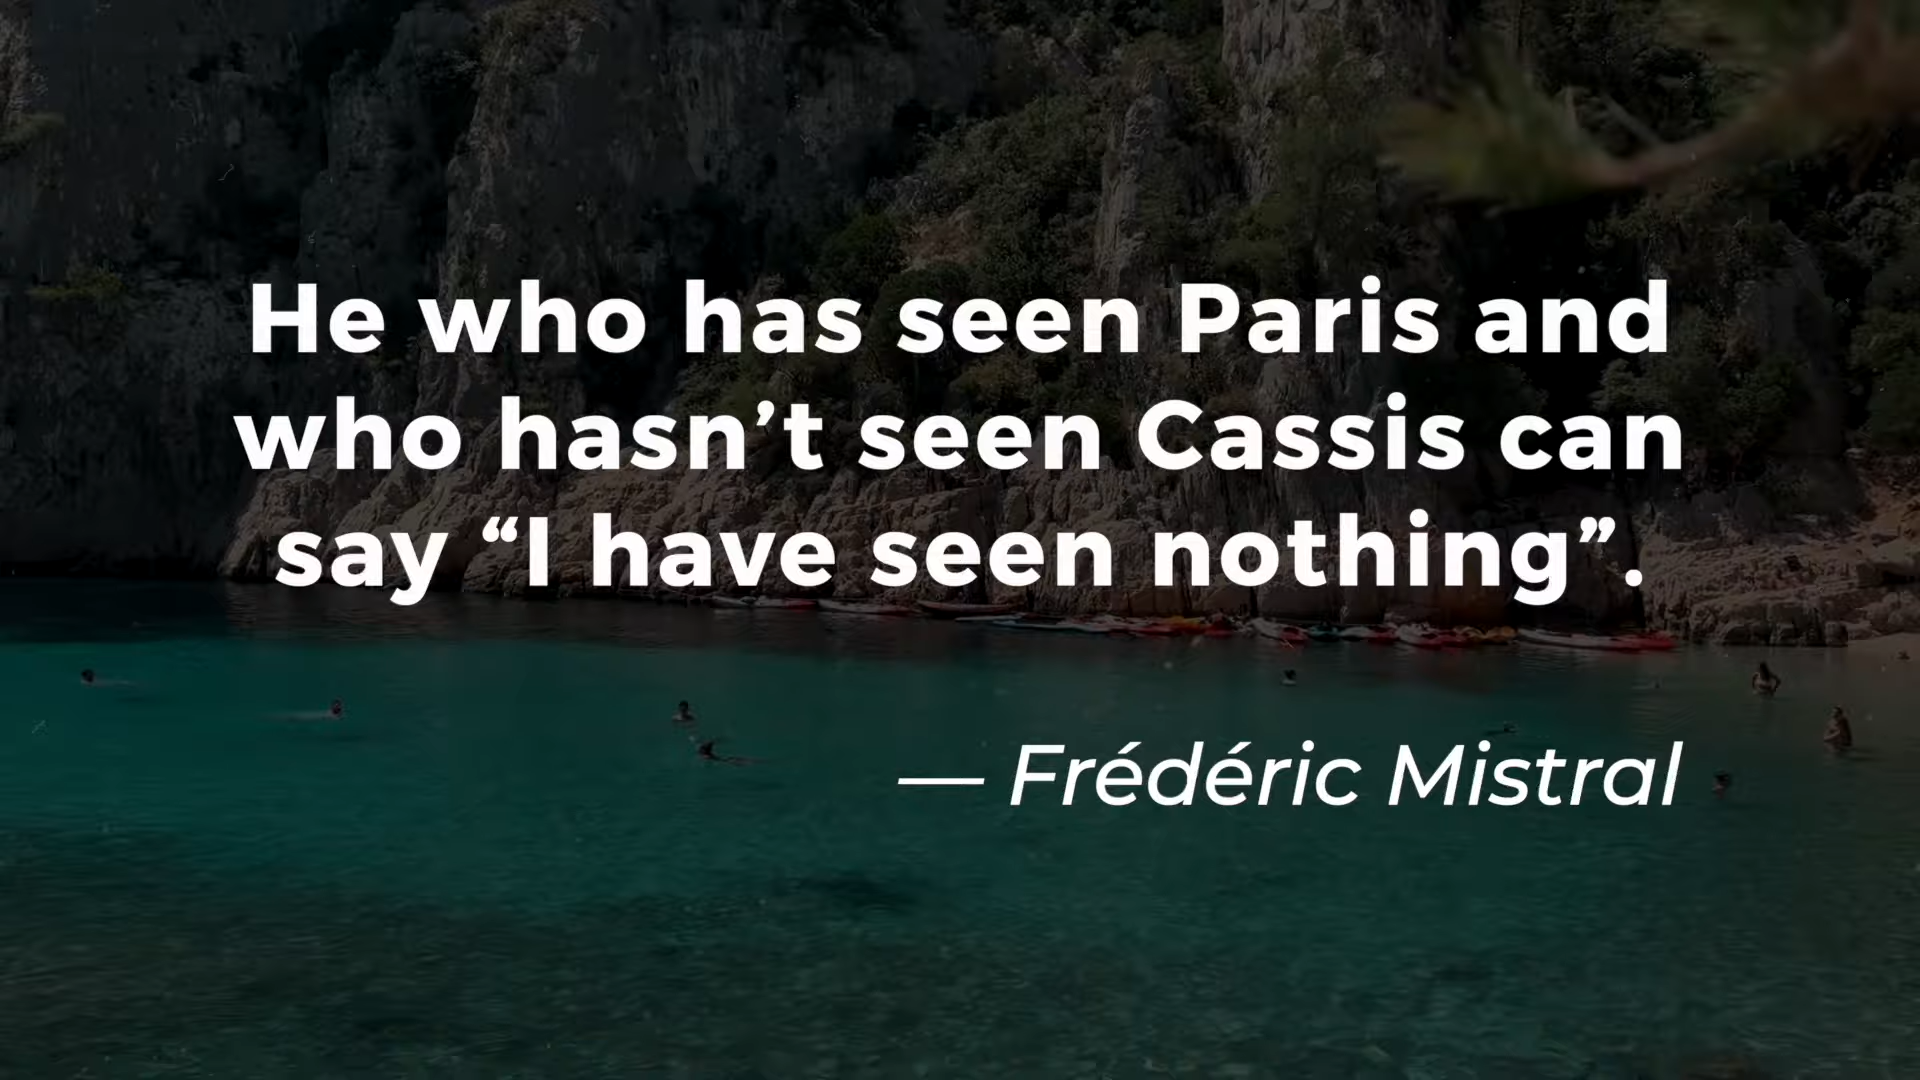 He who has seen Paris and
who hasn’t seen Cassis can
say “I have seen nothing”.
— Frédéric Mistral